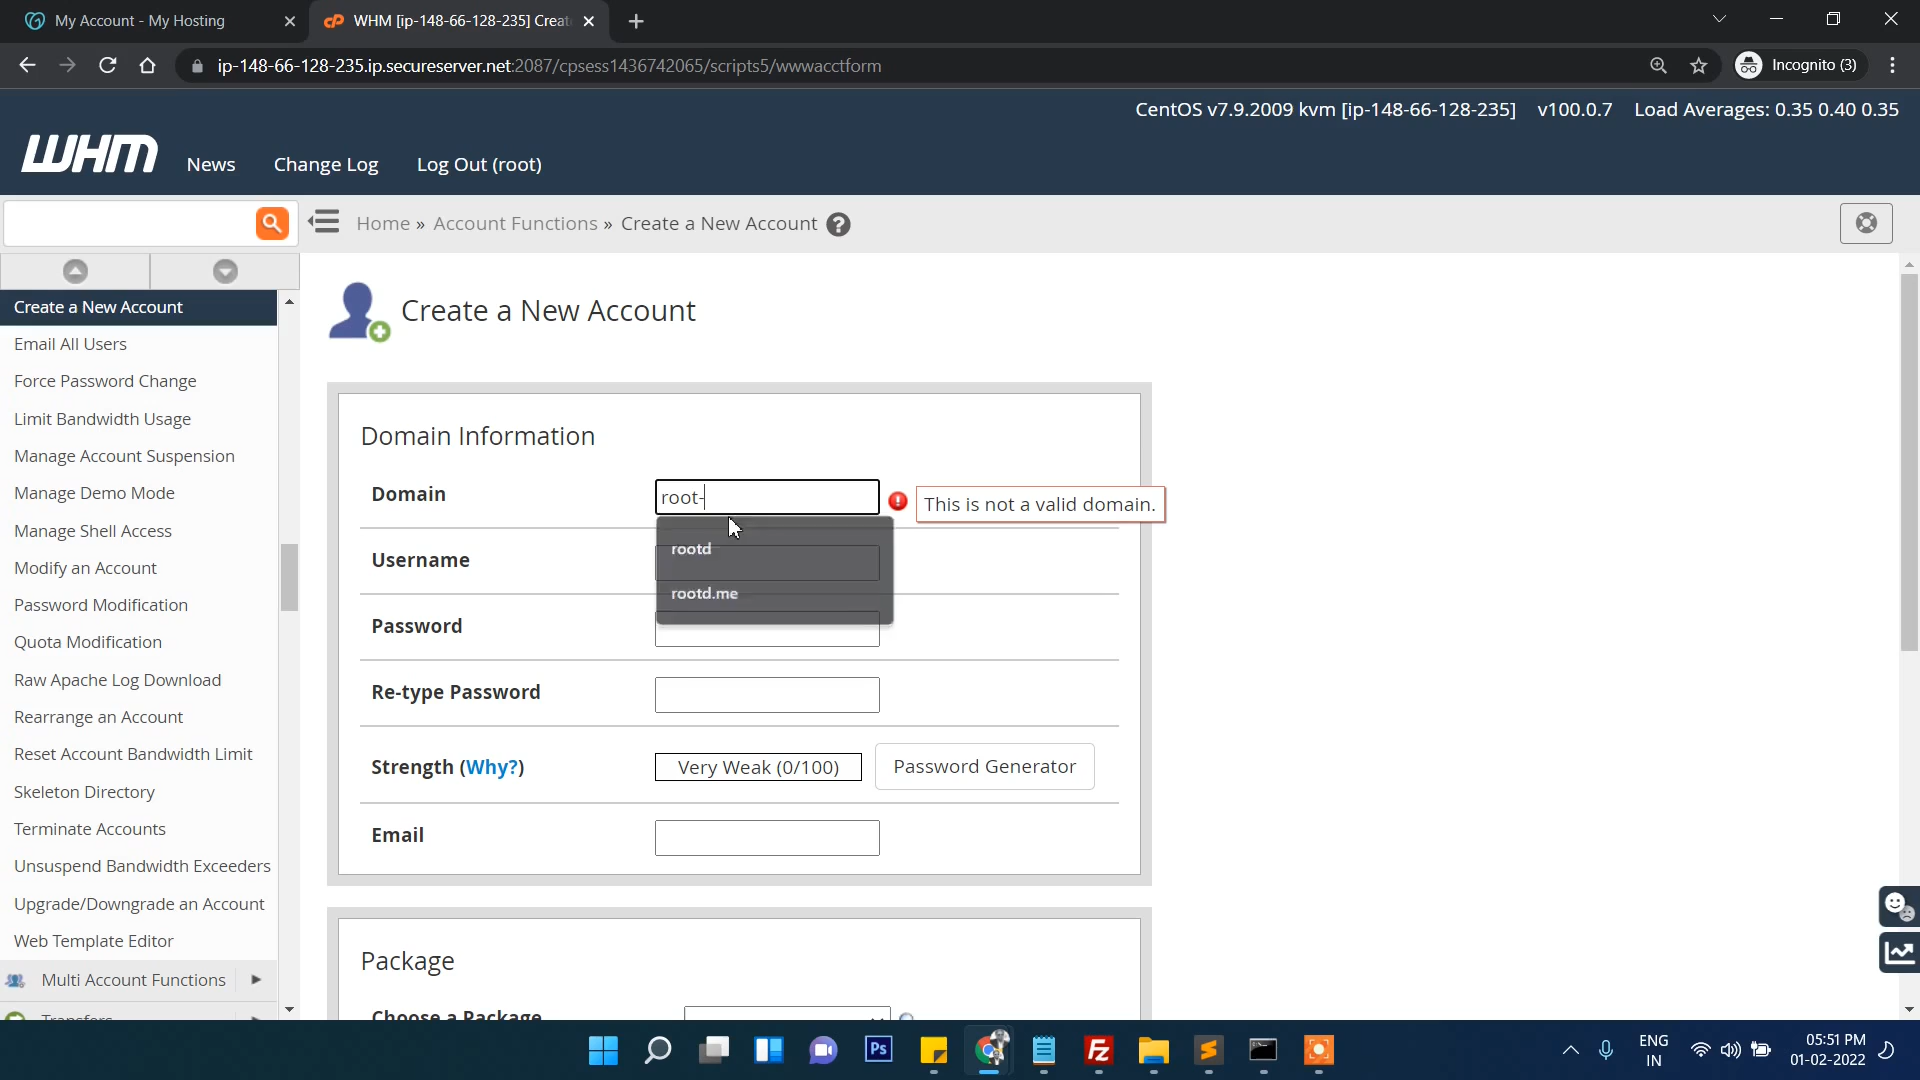 My Account - My Hosting
WHM [ip-148-66-128-235] Creat
Incognito (3)
ip-148-66-128-235.ip.secureserver.net:2087/cpsess1436742065/scripts5/wwwacctform
CentOS v7.9.2009 kvm [ip-148-66-128-235] v100.0.7 Load Averages: 0.35 0.40 0.35
WHM
News Change Log Log Out (root)
Home » Account Functions » Create a New Account
Create a New Account
Email All Users
Force Password Change
Limit Bandwidth Usage
Manage Account Suspension
Manage Demo Mode
Manage Shell Access
Modify an Account
Password Modification
Quota Modification
Raw Apache Log Download
Rearrange an Account
Reset Account Bandwidth Limit
Skeleton Directory
Terminate Accounts
Unsuspend Bandwidth Exceeders
Upgrade/Downgrade an Account
Web Template Editor
Multi Account Functions
Transfers
Create a New Account
Domain Information
Domain root- This is not a valid domain.
rootd
rootd.me
Username
Password
Re-type Password
Strength (Why?) Very Weak (0/100) Password Generator
Email
Package
Choose a Package
Ps
Fz
ENG
IN
05:51 PM
01-02-2022